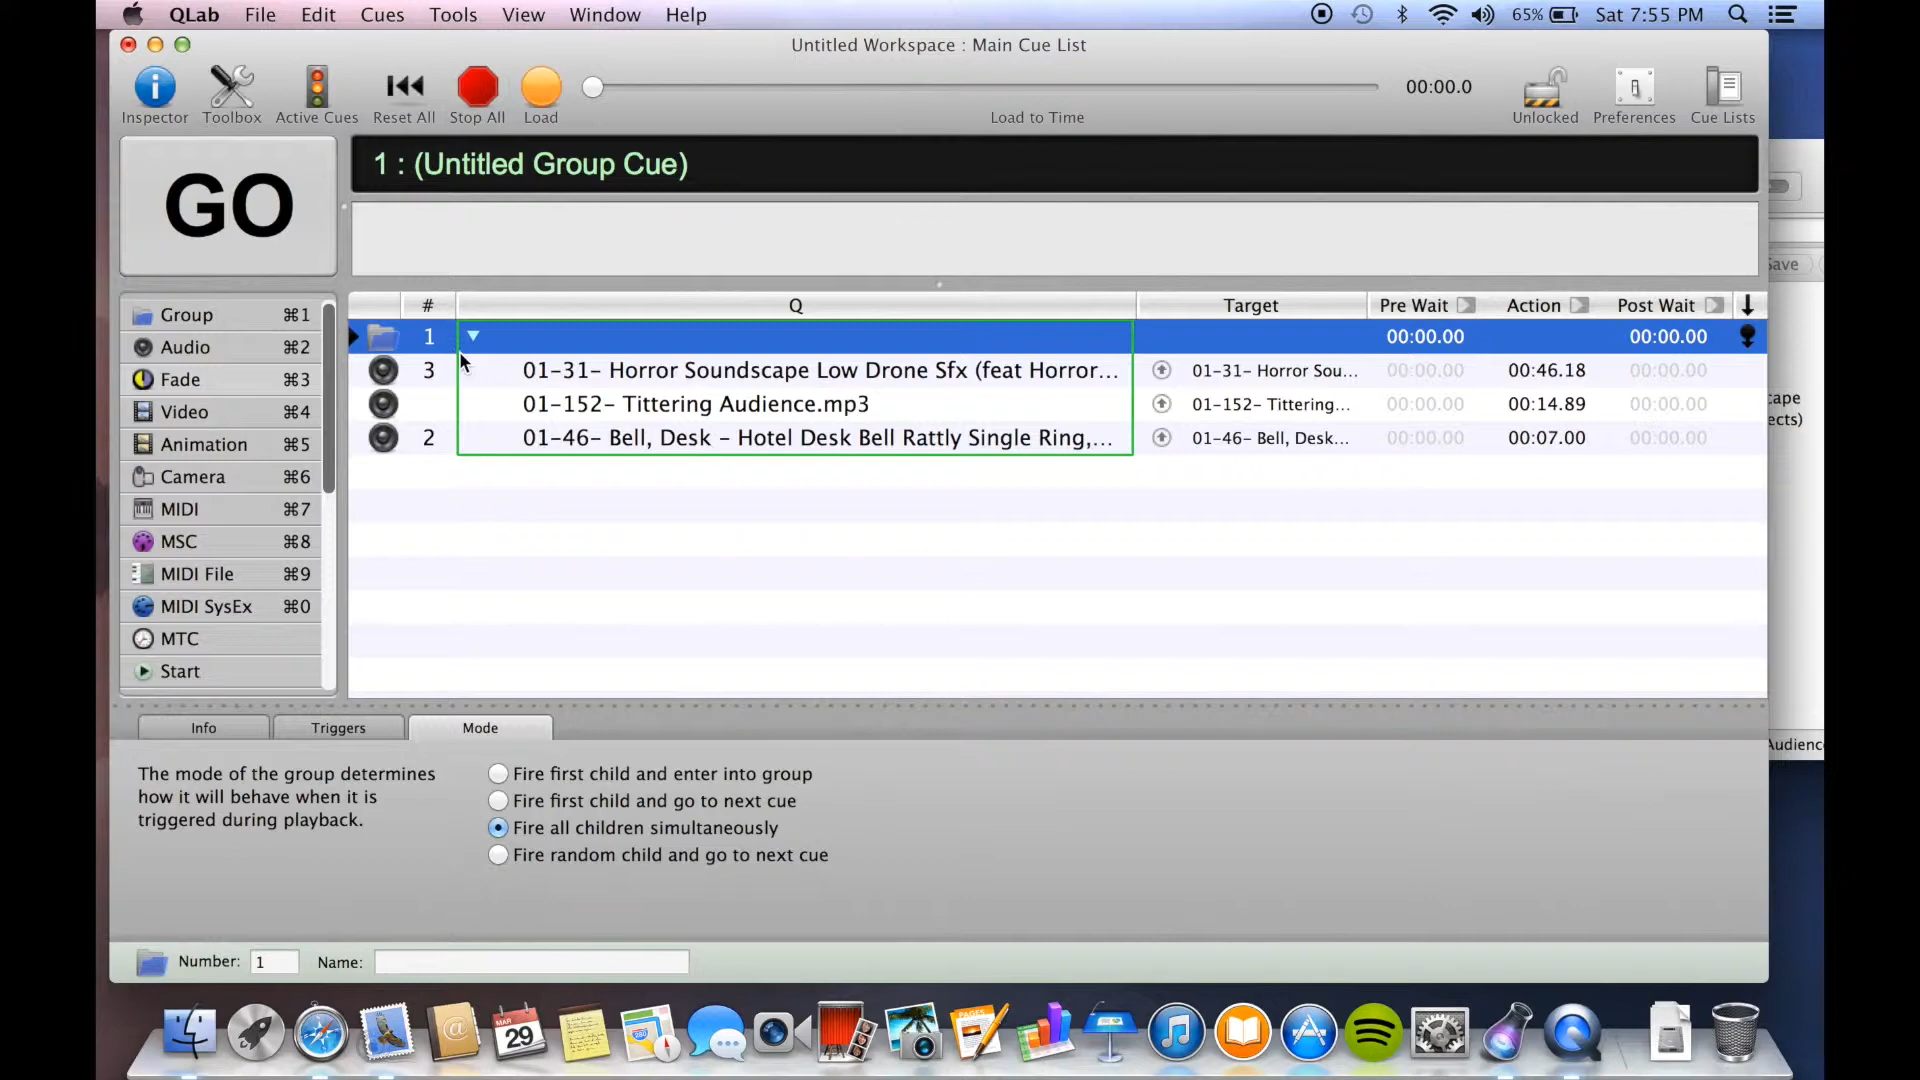 QLab File Edit Cues Tools View Window Help 65% Sat 7:55 PM
Untitled Workspace : Main Cue List
00:00.0
Inspector Toolbox Active Cues Reset All Stop All Load Load to Time Unlocked Preferences Cue Lists
GO
1 : (Untitled Group Cue)
Save
# Q Target Pre Wait Action Post Wait
1 00:00.00 00:00.00
3 01-31- Horror Soundscape Low Drone Sfx (feat Horror... 01-31- Horror Sou... 00:00.00 00:46.18 00:00.00
01-152- Tittering Audience.mp3 01-152- Tittering... 00:00.00 00:14.89 00:00.00
2 01-46- Bell, Desk - Hotel Desk Bell Rattly Single Ring,... 01-46- Bell, Desk... 00:00.00 00:07.00 00:00.00
Group ⌘1
Audio ⌘2
Fade ⌘3
Video ⌘4
Animation ⌘5
Camera ⌘6
MIDI ⌘7
MSC ⌘8
MIDI File ⌘9
MIDI SysEx ⌘0
MTC
Start
Info Triggers Mode
The mode of the group determines
how it will behave when it is
triggered during playback.
Fire first child and enter into group
Fire first child and go to next cue
Fire all children simultaneously
Fire random child and go to next cue
Number: 1 Name:
MAR
29